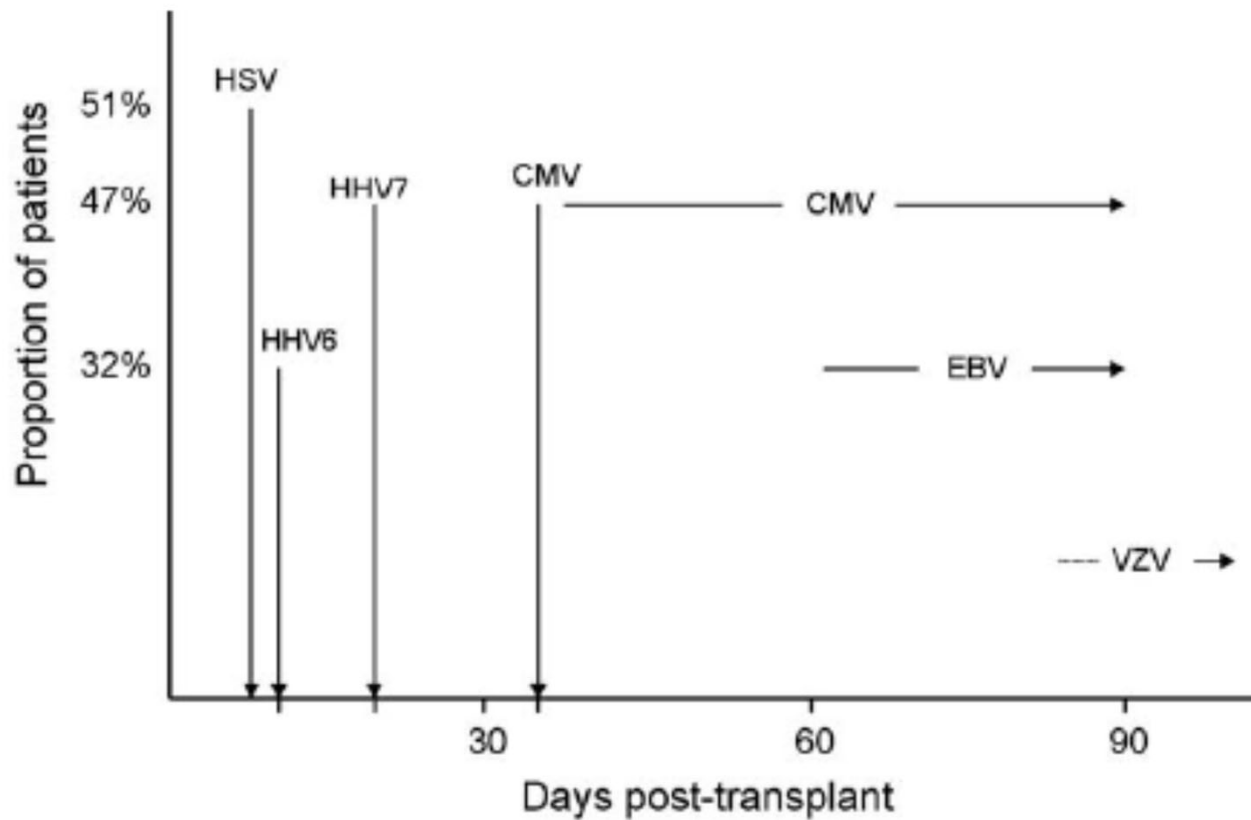 Proportion of patients
51%
47%
32%
HSV
HHV6
HHV7
CMV
CMV
EBV
VZV
30
60
90
Days post-transplant